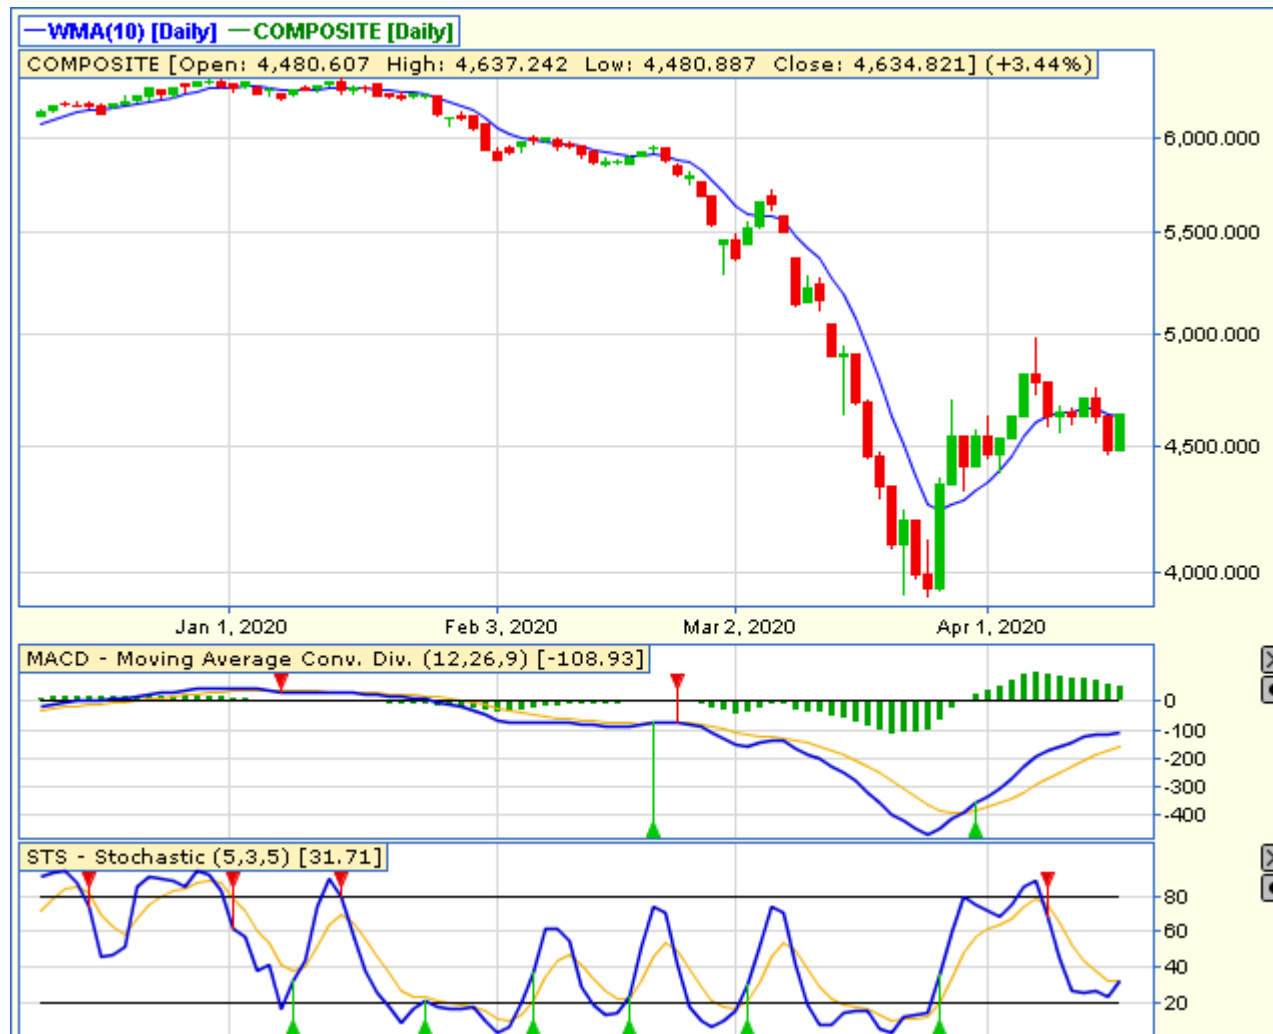 WMA(10) [Daily] COMPOSITE [Daily]
COMPOSITE [Open: 4,480.607 High: 4,637.242 Low: 4,480.887 Close: 4,634.821] (+3.44%)
6,000.000
5,500.000
5,000.000
4,500.000
4,000.000
Jan 1, 2020 Feb 3, 2020 Mar 2, 2020 Apr 1, 2020
MACD - Moving Average Conv. Div. (12,26,9) [-108.93]
0
-100
-200
-300
-400
STS - Stochastic (5,3,5) [31.71]
80
60
40
20